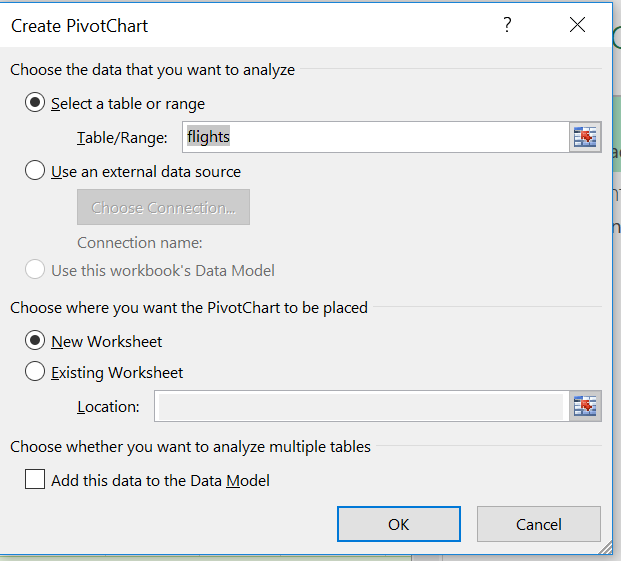 Create PivotChart ?
Choose the data that you want to analyze
Select a table or range
Table/Range: flights
Use an external data source
Choose Connection...
Connection name:
Use this workbook's Data Model
Choose where you want the PivotChart to be placed
New Worksheet
Existing Worksheet
Location:
Choose whether you want to analyze multiple tables
Add this data to the Data Model
OK Cancel